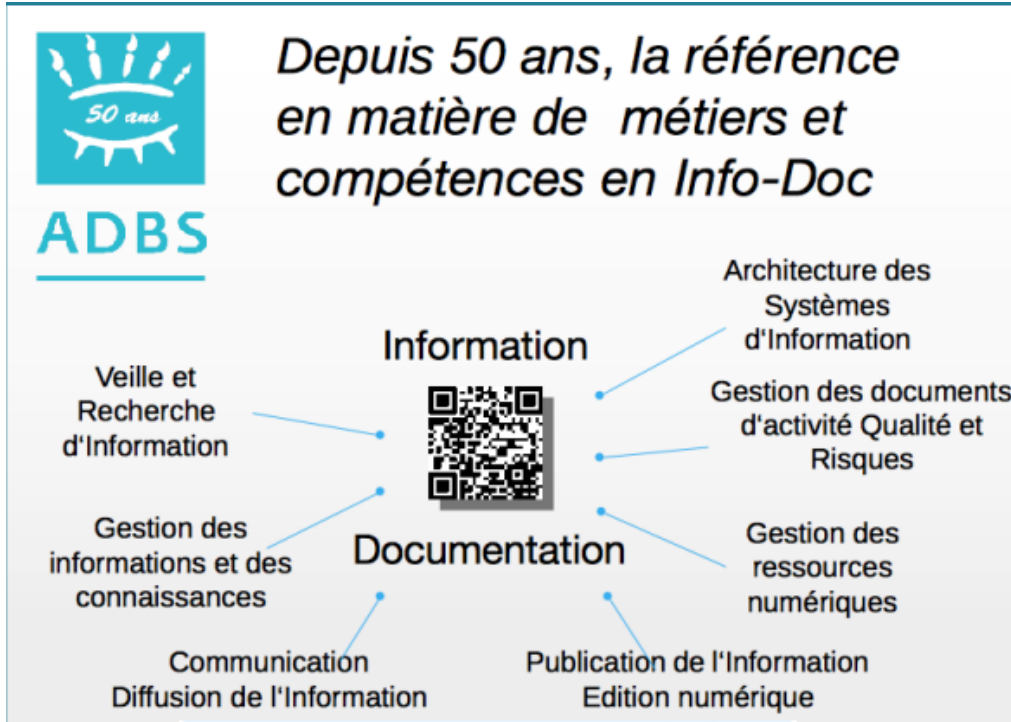 50 ans
ADBS
Depuis 50 ans, la référence
en matière de métiers et
compétences en Info-Doc
Information
Documentation
Veille et
Recherche
d‘Information
Gestion des
informations et des
connaissances
Communication
Diffusion de l‘Information
Architecture des
Systèmes
d‘Information
Gestion des documents
d‘activité Qualité et
Risques
Gestion des
ressources
numériques
Publication de l‘Information
Edition numérique